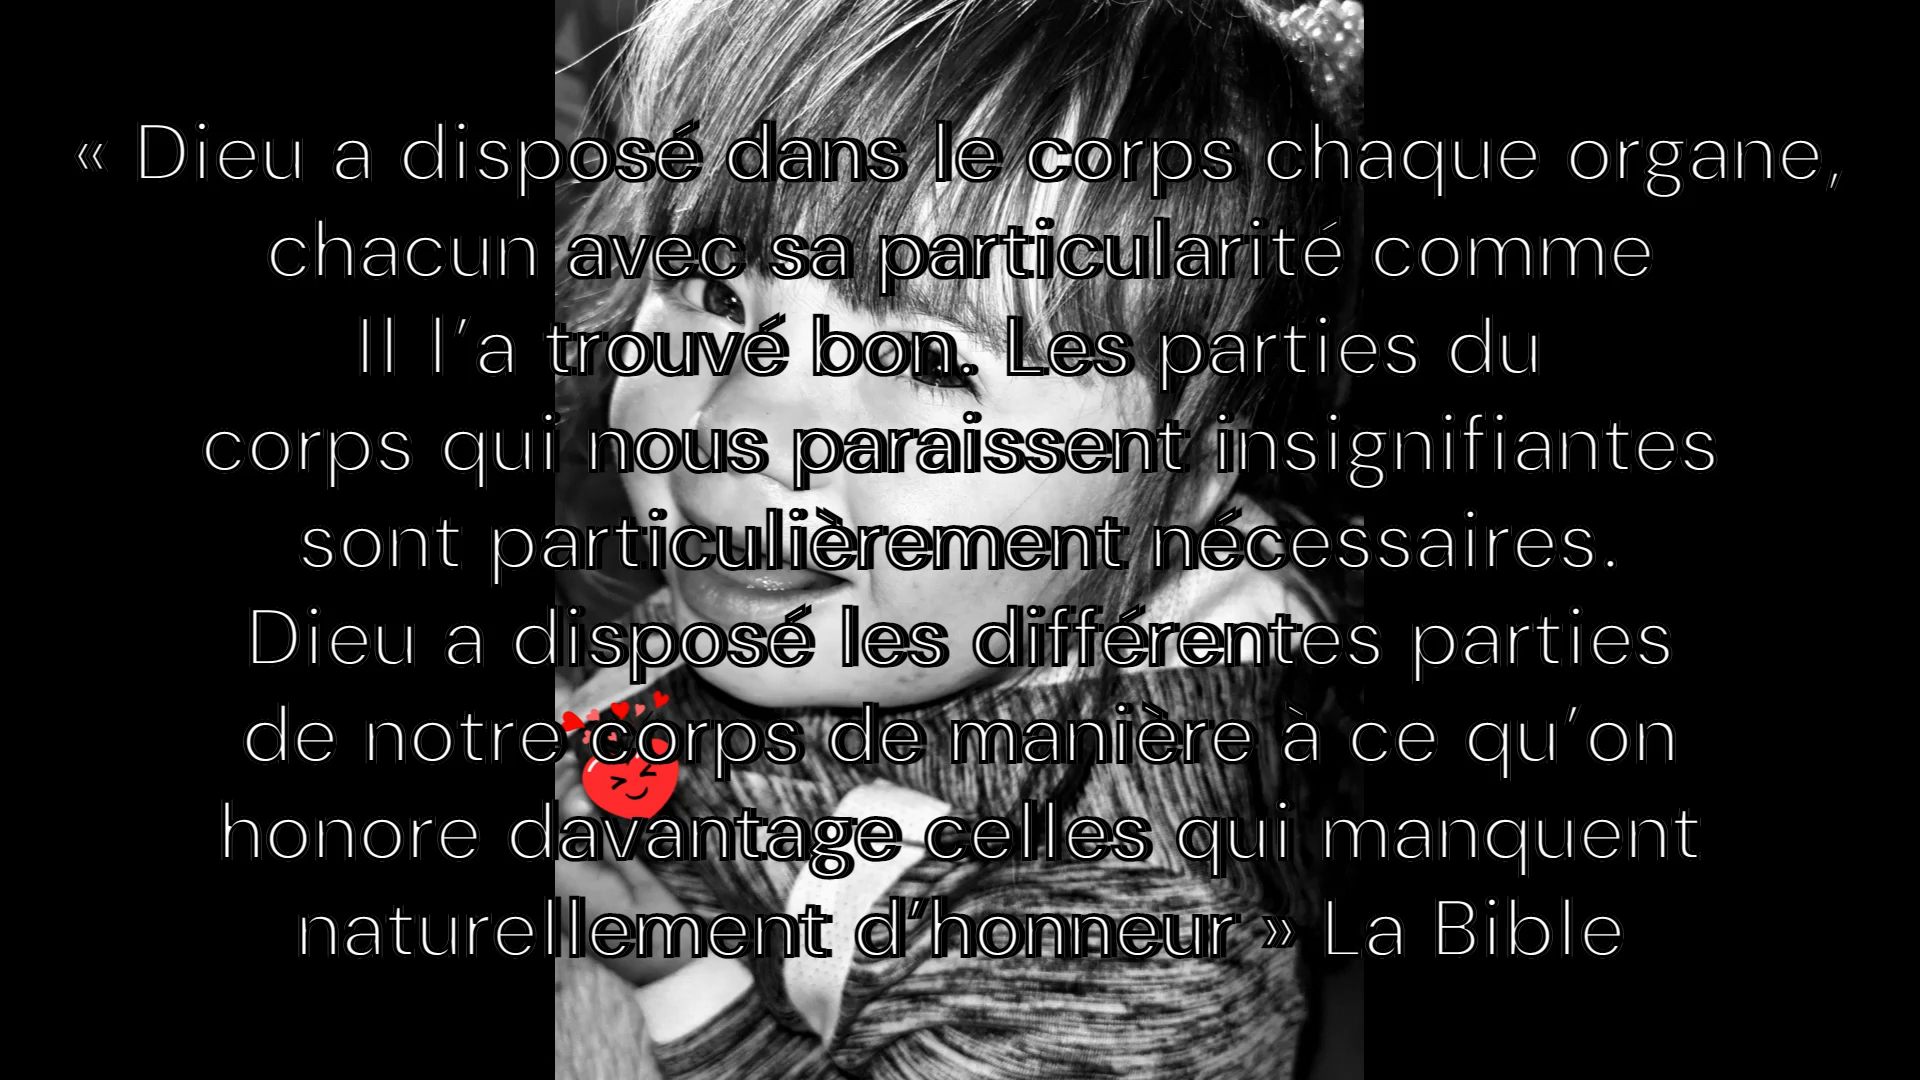 « Dieu a disposé dans le corps chaque organe,
chacun avec sa particularité comme
Il l’a trouvé bon. Les parties du
corps qui nous paraissent insignifiantes
sont particulièrement nécessaires.
Dieu a disposé les différentes parties
de notre corps de manière à ce qu’on
honore davantage celles qui manquent
naturellement d’honneur » La Bible